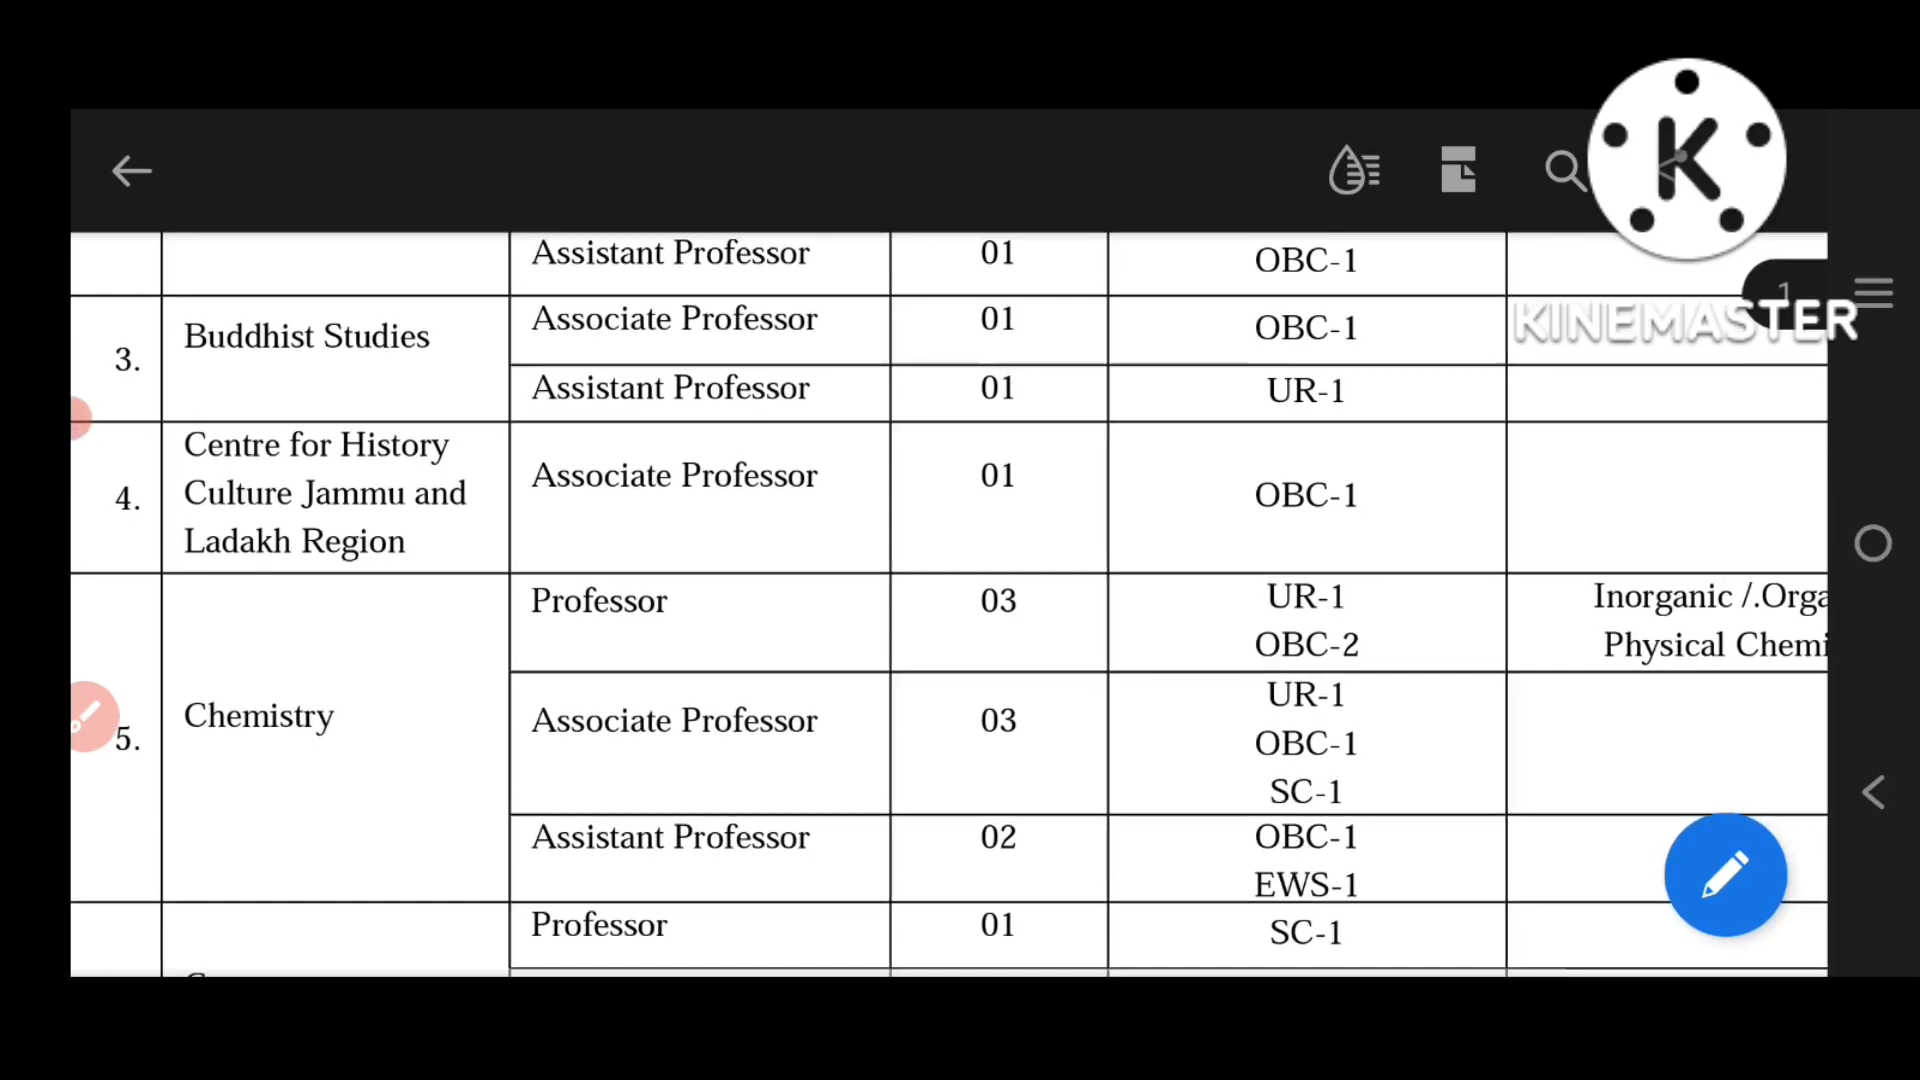 Assistant Professor 01 OBC-1
3. Buddhist Studies Associate Professor 01 OBC-1
Assistant Professor 01 UR-1
4. Centre for History
Culture Jammu and
Ladakh Region
Associate Professor 01 OBC-1
5. Chemistry
Professor 03 UR-1
OBC-2
Inorganic /.Orga
Physical Chemi
Associate Professor 03 UR-1
OBC-1
SC-1
Assistant Professor 02 OBC-1
EWS-1
Professor 01 SC-1
K
1
KINEMASTER